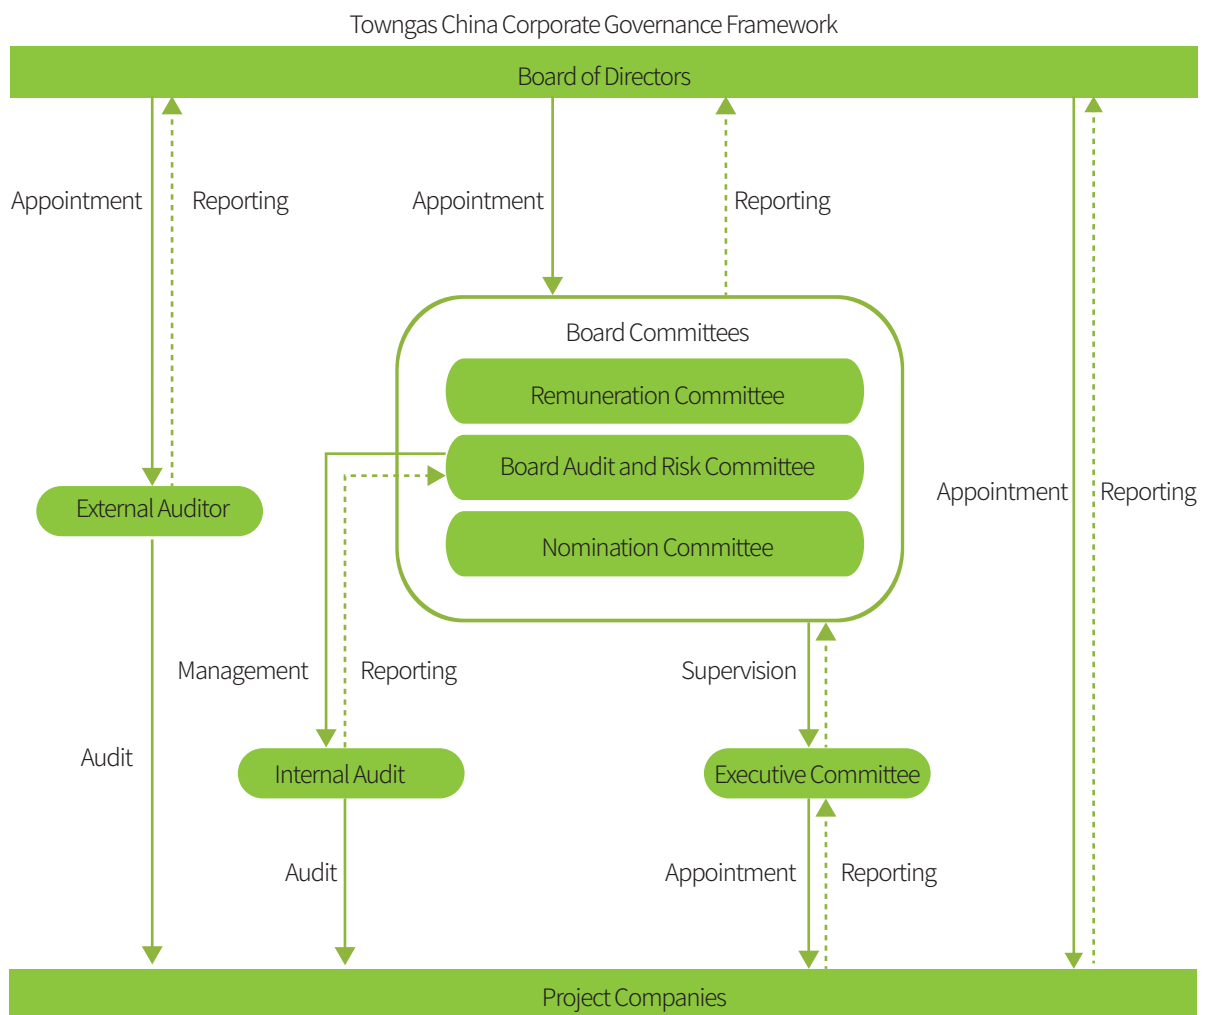 Towngas China Corporate Governance Framework
Board of Directors
Appointment
Reporting
Appointment
Reporting
Board Committees
Remuneration Committee
Board Audit and Risk Committee
Nomination Committee
External Auditor
Appointment
Reporting
Management
Reporting
Supervision
Audit
Internal Audit
Executive Committee
Audit
Appointment
Reporting
Project Companies